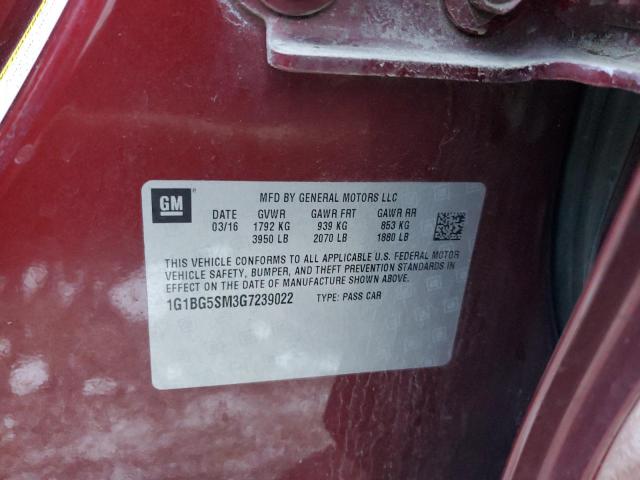 GM
MFD BY GENERAL MOTORS LLC
DATE GVWR GAWR FRT GAWR RR
03/16 1792 KG 939 KG 853 KG
3950 LB 2070 LB 1880 LB
THIS VEHICLE CONFORMS TO ALL APPLICABLE U.S. FEDERAL MOTOR
VEHICLE SAFETY, BUMPER, AND THEFT PREVENTION STANDARDS IN
EFFECT ON THE DATE OF MANUFACTURE SHOWN ABOVE.
1G1BG5SM3G7239022 TYPE: PASS CAR